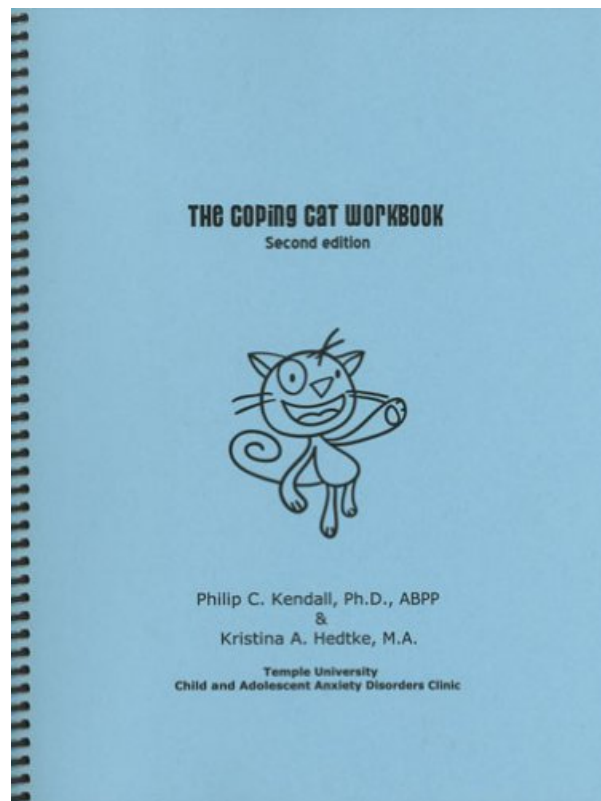 THE COPING CAT WORKBOOK
Second edition
Philip C. Kendall, Ph.D., ABPP
&
Kristina A. Hedtke, M.A.
Temple University
Child and Adolescent Anxiety Disorders Clinic